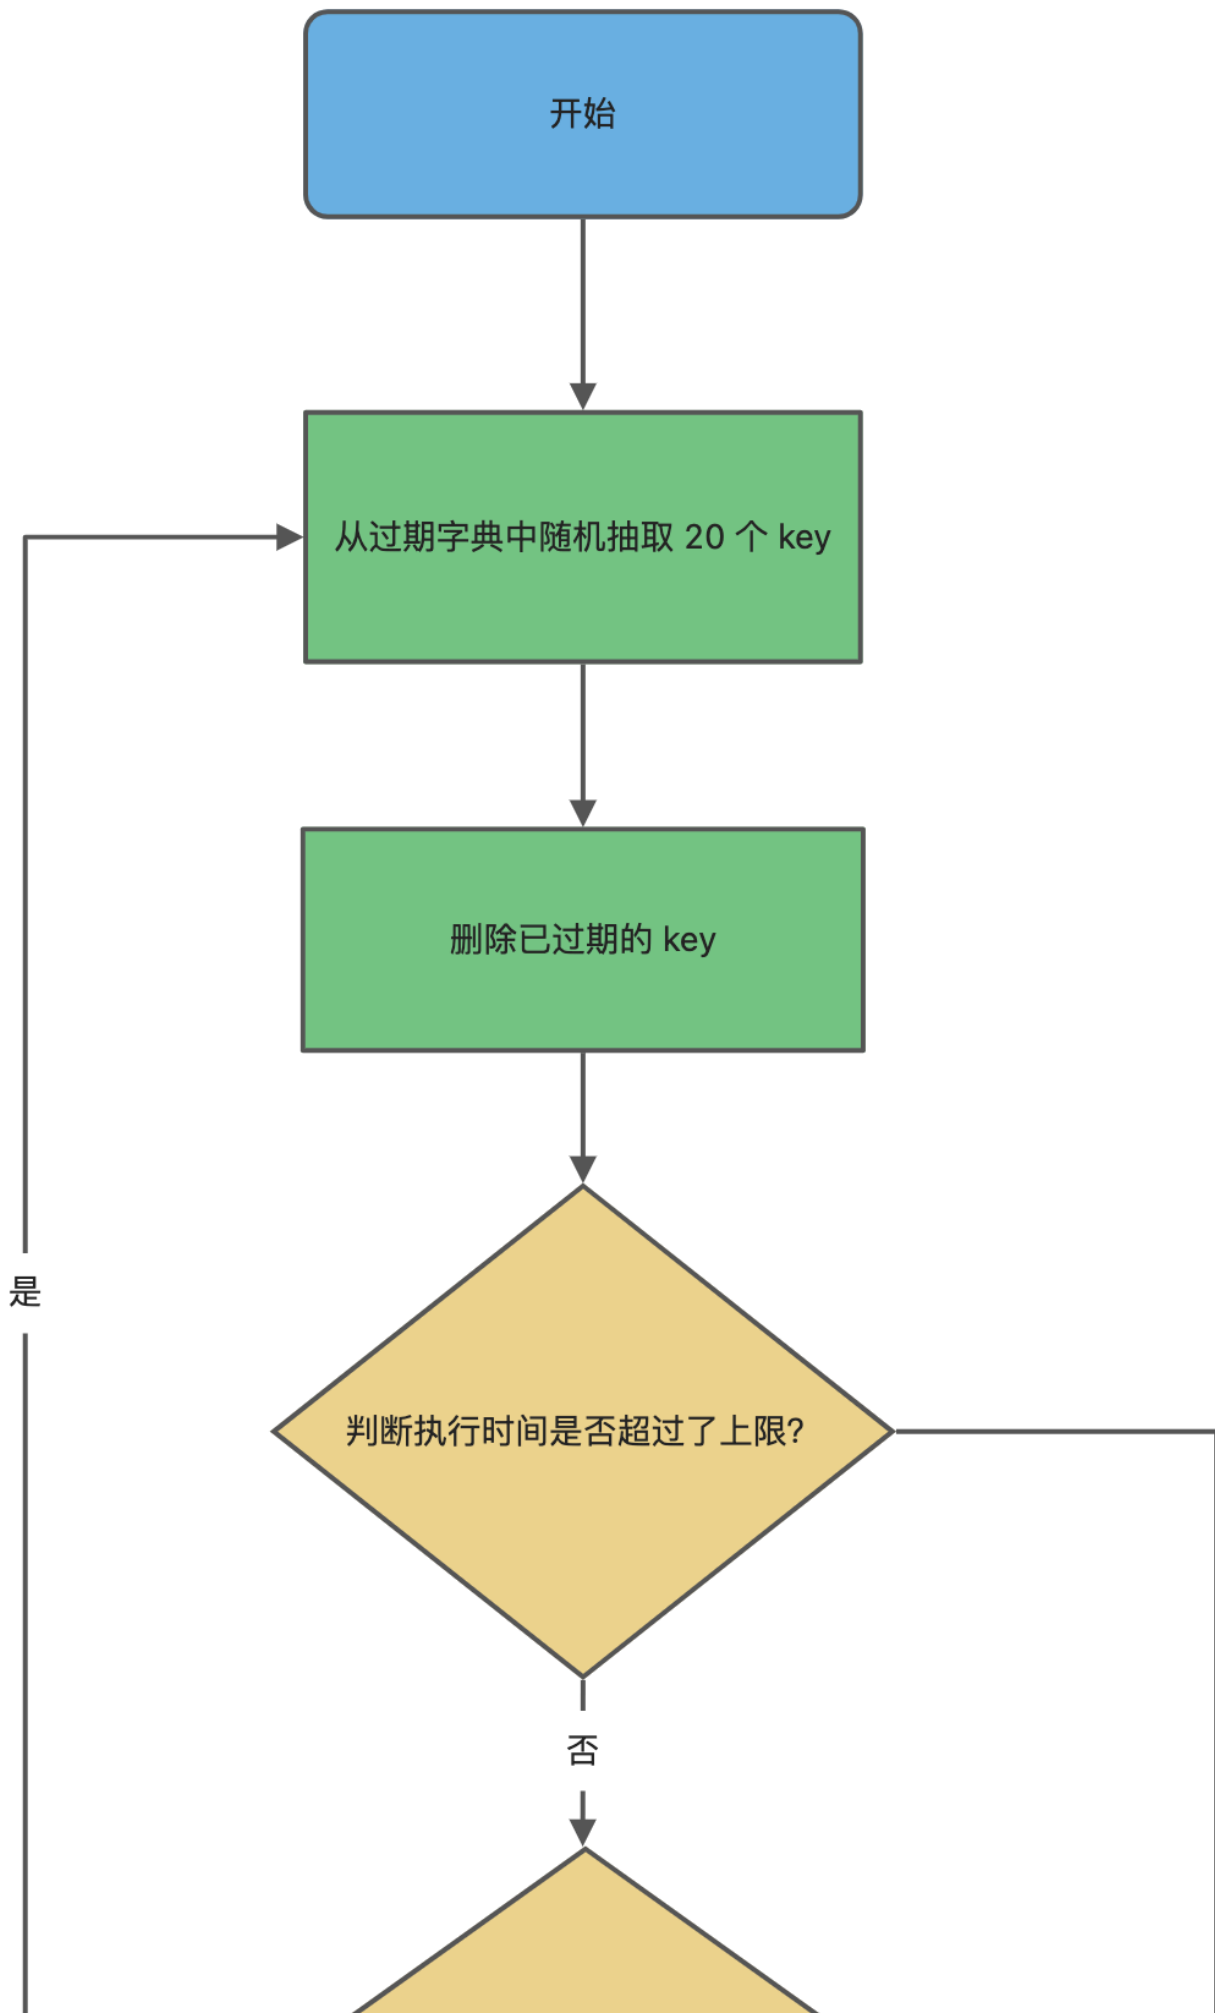 开始
从过期字典中随机抽取 20 个 key
删除已过期的 key
是
判断执行时间是否超过了上限?
否